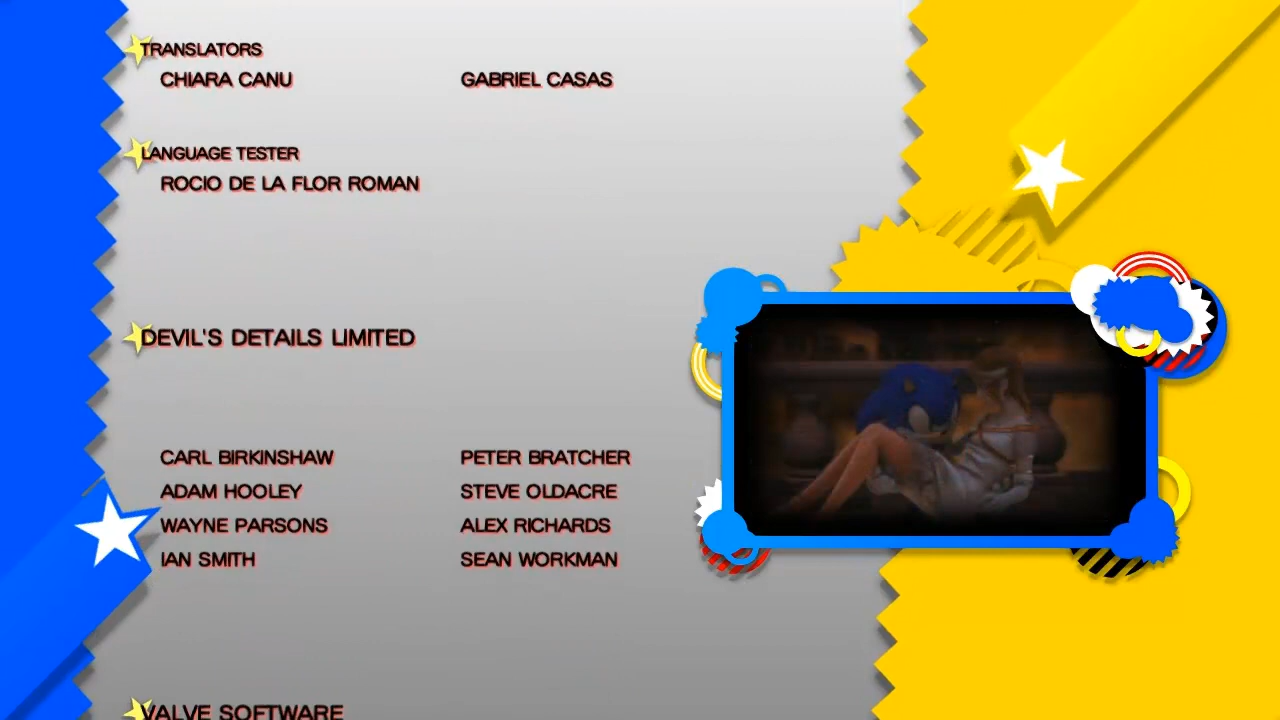 TRANSLATORS
CHIARA CANU GABRIEL CASAS
LANGUAGE TESTER
ROCIO DE LA FLOR ROMAN
DEVIL'S DETAILS LIMITED
CARL BIRKINSHAW PETER BRATCHER
ADAM HOOLEY STEVE OLDACRE
WAYNE PARSONS ALEX RICHARDS
IAN SMITH SEAN WORKMAN
VALVE SOFTWARE